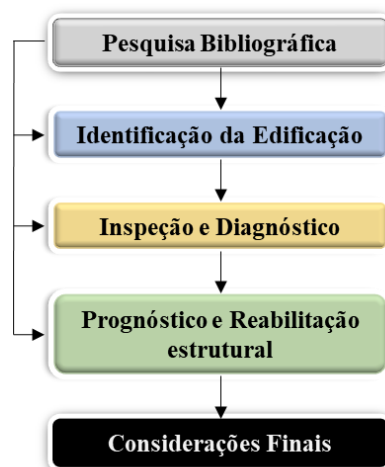 Pesquisa Bibliográfica
Identificação da Edificação
Inspeção e Diagnóstico
Prognóstico e Reabilitação
estrutural
Considerações Finais